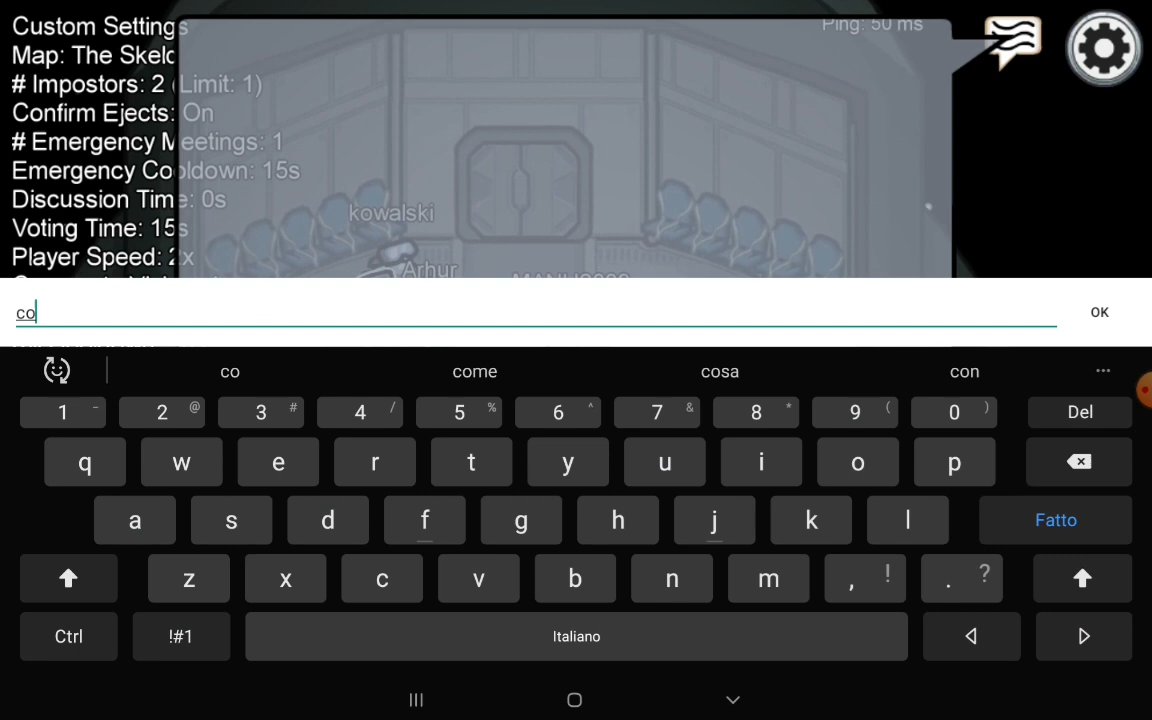 Custom Settings
Ping: 50 ms
Map: The Skeld
# Impostors: 2 (Limit: 1)
Confirm Ejects: On
# Emergency Meetings: 1
Emergency Cooldown: 15s
Discussion Time: 0s
Voting Time: 15s
Player Speed: 2x
kowalski
Arhur
co
OK
co come cosa con ...
1 - 2 @ 3 # 4 / 5 % 6 ^ 7 & 8 * 9 ( 0 ) Del
q w e r t y u i o p
a s d f g h j k l Fatto
z x c v b n m , ! . ?
Ctrl !#1 Italiano